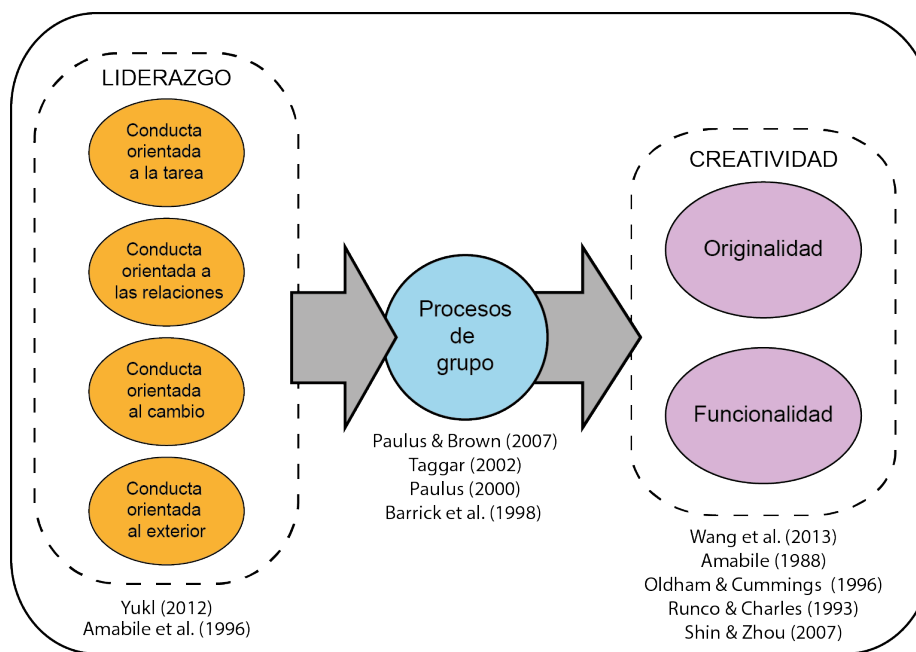 LIDERAZGO
Conducta
orientada
a la tarea
Conducta
orientada a
las relaciones
Conducta
orientada
al cambio
Conducta
orientada
al exterior
Yukl (2012)
Amabile et al. (1996)
Procesos
de
grupo
Paulus & Brown (2007)
Taggar (2002)
Paulus (2000)
Barrick et al. (1998)
CREATIVIDAD
Originalidad
Funcionalidad
Wang et al. (2013)
Amabile (1988)
Oldham & Cummings (1996)
Runco & Charles (1993)
Shin & Zhou (2007)